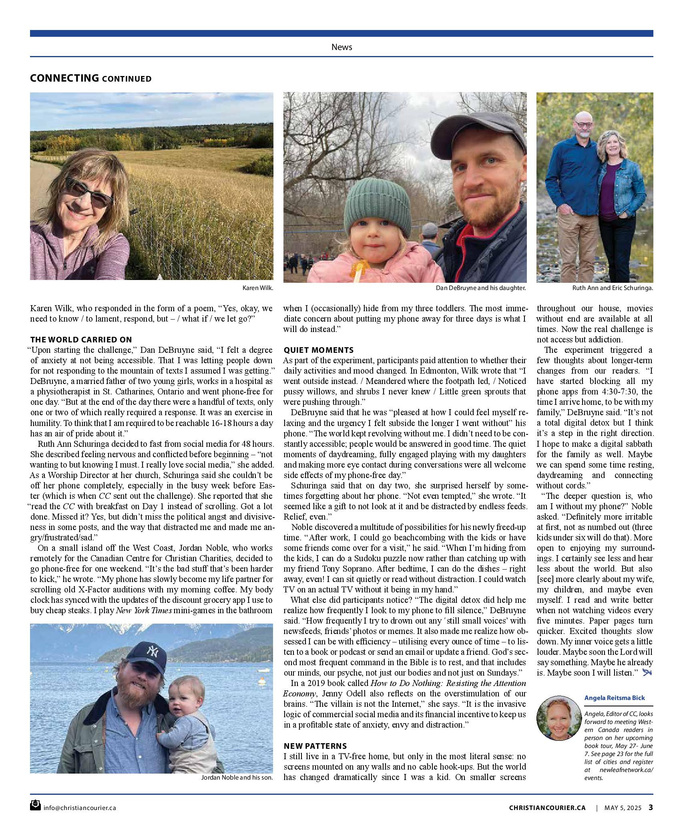 News
CONNECTING CONTINUED
Karen Wilk.
Dan DeBruyne and his daughter.
Ruth Ann and Eric Schuringa.
Karen Wilk, who responded in the form of a poem, “Yes, okay, we
need to know / to lament, respond, but – / what if / we let go?”
THE WORLD CARRIED ON
“Upon starting the challenge,” Dan DeBruyne said, “I felt a degree
of anxiety at not being accessible. That I was letting people down
for not responding to the mountain of texts I assumed I was getting.”
DeBruyne, a married father of two young girls, works in a hospital as
a physiotherapist in St. Catharines, Ontario and went phone-free for
one day. “But at the end of the day there were a handful of texts, only
one or two of which really required a response. It was an exercise in
humility. To think that I am required to be reachable 16-18 hours a day
has an air of pride about it.”
Ruth Ann Schuringa decided to fast from social media for 48 hours.
She described feeling nervous and conflicted before beginning – “not
wanting to but knowing I must. I really love social media,” she added.
As a Worship Director at her church, Schuringa said she couldn’t be
off her phone completely, especially in the busy week before Eas-
ter (which is when CC sent out the challenge). She reported that she
“read the CC with breakfast on Day 1 instead of scrolling. Got a lot
done. Missed it? Yes, but didn’t miss the political angst and divisive-
ness in some posts, and the way that distracted me and made me an-
gry/frustrated/sad.”
On a small island off the West Coast, Jordan Noble, who works
remotely for the Canadian Centre for Christian Charities, decided to
go phone-free for one weekend. “It’s the bad stuff that’s been harder
to kick,” he wrote. “My phone has slowly become my life partner for
scrolling old X-Factor auditions with my morning coffee. My body
clock has synced with the updates of the discount grocery app I use to
buy cheap steaks. I play New York Times mini-games in the bathroom
Jordan Noble and his son.
when I (occasionally) hide from my three toddlers. The most imme-
diate concern about putting my phone away for three days is what I
will do instead.”
QUIET MOMENTS
As part of the experiment, participants paid attention to whether their
daily activities and mood changed. In Edmonton, Wilk wrote that “I
went outside instead. / Meandered where the footpath led, / Noticed
pussy willows, and shrubs I never knew / Little green sprouts that
were pushing through.”
DeBruyne said that he was “pleased at how I could feel myself re-
laxing and the urgency I felt subside the longer I went without” his
phone. “The world kept revolving without me. I didn’t need to be con-
stantly accessible; people would be answered in good time. The quiet
moments of daydreaming, fully engaged playing with my daughters
and making more eye contact during conversations were all welcome
side effects of my phone-free day.”
Schuringa said that on day two, she surprised herself by some-
times forgetting about her phone. “Not even tempted,” she wrote. “It
seemed like a gift to not look at it and be distracted by endless feeds.
Relief, even.”
Noble discovered a multitude of possibilities for his newly freed-up
time. “After work, I could go beachcombing with the kids or have
some friends come over for a visit,” he said. “When I’m hiding from
the kids, I can do a Sudoku puzzle now rather than catching up with
my friend Tony Soprano. After bedtime, I can do the dishes – right
away, even! I can sit quietly or read without distraction. I could watch
TV on an actual TV without it being in my hand.”
What else did participants notice? “The digital detox did help me
realize how frequently I look to my phone to fill silence,” DeBruyne
said. “How frequently I try to drown out any ‘still small voices’ with
newsfeeds, friends’ photos or memes. It also made me realize how ob-
sessed I can be with efficiency – utilising every ounce of time – to lis-
ten to a book or podcast or send an email or update a friend. God’s sec-
ond most frequent command in the Bible is to rest, and that includes
our minds, our psyche, not just our bodies and not just on Sundays.”
In a 2019 book called How to Do Nothing: Resisting the Attention
Economy, Jenny Odell also reflects on the overstimulation of our
brains. “The villain is not the Internet,” she says. “It is the invasive
logic of commercial social media and its financial incentive to keep us
in a profitable state of anxiety, envy and distraction.”
NEW PATTERNS
I still live in a TV-free home, but only in the most literal sense: no
screens mounted on any walls and no cable hook-ups. But the world
has changed dramatically since I was a kid. On smaller screens
throughout our house, movies
without end are available at all
times. Now the real challenge is
not access but addiction.
The experiment triggered a
few thoughts about longer-term
changes from our readers. “I
have started blocking all my
phone apps from 4:30-7:30, the
time I arrive home, to be with my
family,” DeBruyne said. “It’s not
a total digital detox but I think
it’s a step in the right direction.
I hope to make a digital sabbath
for the family as well. Maybe
we can spend some time resting,
daydreaming and connecting
without cords.”
“The deeper question is, who
am I without my phone?” Noble
asked. “Definitely more irritable
at first, not as numbed out (three
kids under six will do that). More
open to enjoying my surround-
ings. I certainly see less and hear
less about the world. But also
[see] more clearly about my wife,
my children, and maybe even
myself. I read and write better
when not watching videos every
five minutes. Paper pages turn
quicker. Excited thoughts slow
down. My inner voice gets a little
louder. Maybe soon the Lord will
say something. Maybe he already
is. Maybe soon I will listen.”
Angela Reitsma Bick
Angela, Editor of CC, looks
forward to meeting West-
ern Canada readers in
person on her upcoming
book tour, May 27- June
7. See page 23 for the full
list of cities and register
at newleafnetwork.ca/
events.
info@christiancourier.ca
CHRISTIANCOURIER.CA | MAY 5, 2025 3